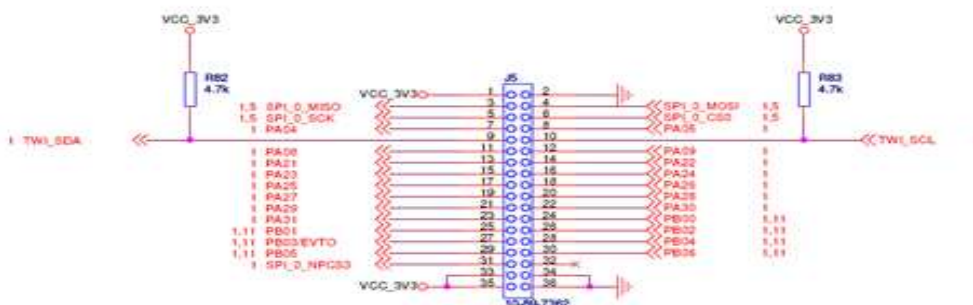 VCC_3V3 VCC_3V3
R82 J5 R83
4.7k VCC_3V3 1 2 4.7k
1,5 SPI_0_MISO 3 4 SPI_0_MOSI 1,5
1,5 SPI_0_SCK 5 6 SPI_0_CS0 1,5
1 PA04 7 8 PA05 1
1 TWI_SDA 9 10 TWI_SCL
1 PA08 11 12 PA09 1
1 PA21 13 14 PA22 1
1 PA23 15 16 PA24 1
1 PA25 17 18 PA26 1
1 PA27 19 20 PA28 1
1 PA29 21 22 PA30 1
1 PA31 23 24 PB00 1,11
1,11 PB01 25 26 PB02 1,11
1,11 PB03/EVTO 27 28 PB04 1,11
1,11 PB05 29 30 PB06 1,11
1 SPI_0_NPCS3 31 32
33 34
VCC_3V3 35 36